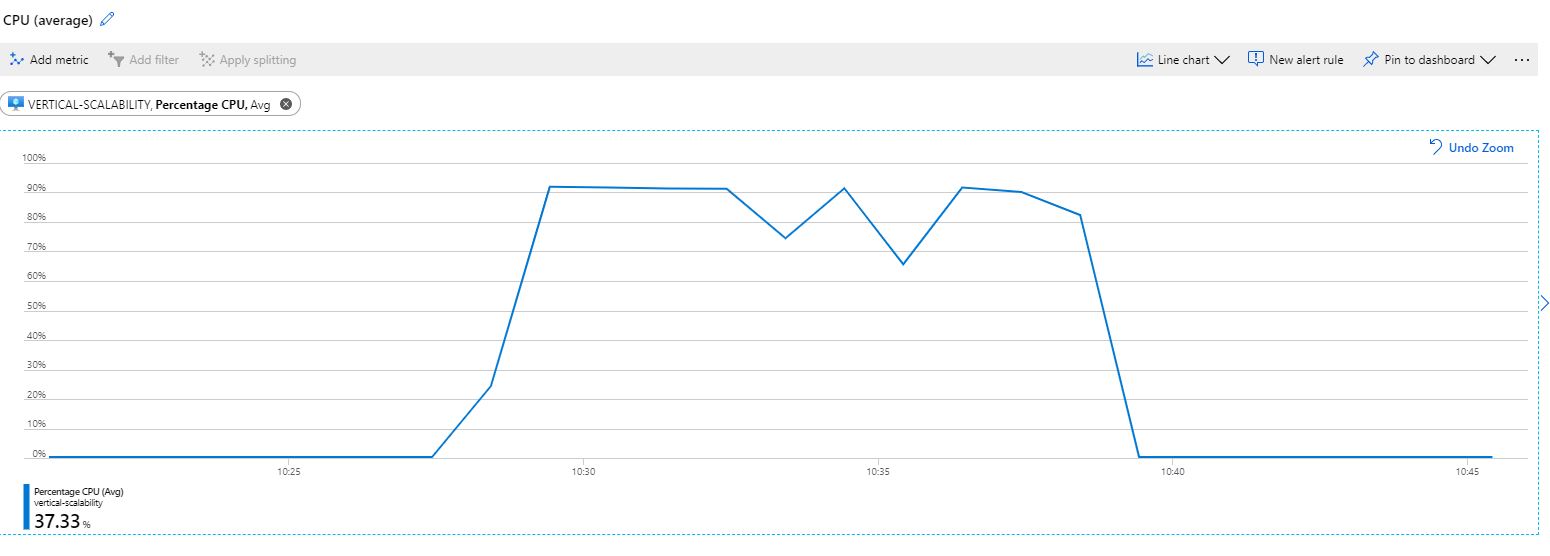 CPU (average)
Add metric Add filter Apply splitting Line chart New alert rule Pin to dashboard ...
VERTICAL-SCALABILITY, Percentage CPU, Avg
Undo Zoom
100%
90%
80%
70%
60%
50%
40%
30%
20%
10%
0%
10:25 10:30 10:35 10:40 10:45
Percentage CPU (Avg)
vertical-scalability
37.33 %